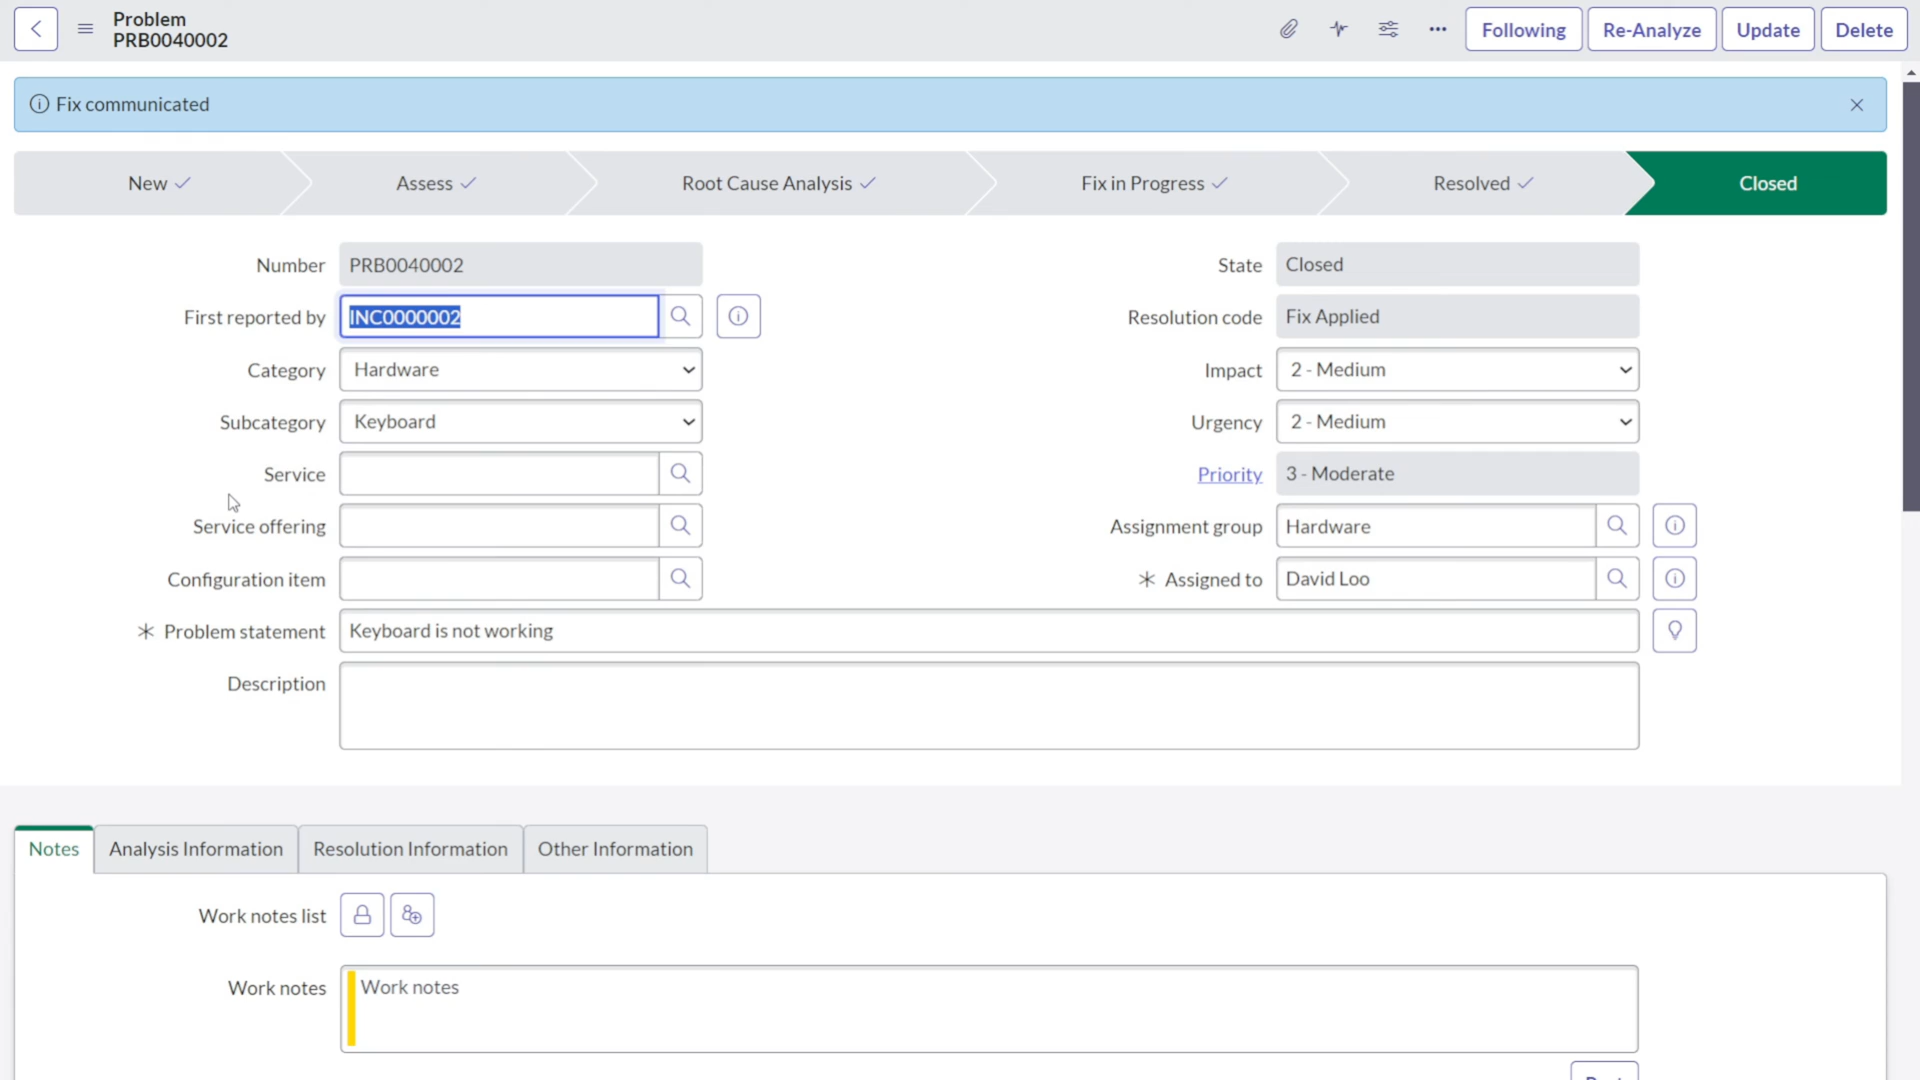 Problem
PRB0040002
Following
Re-Analyze
Update
Delete
Fix communicated
New
Assess
Root Cause Analysis
Fix in Progress
Resolved
Closed
Number
PRB0040002
State
Closed
First reported by
INC0000002
Resolution code
Fix Applied
Category
Hardware
Impact
2 - Medium
Subcategory
Keyboard
Urgency
2 - Medium
Service
Priority
3 - Moderate
Service offering
Assignment group
Hardware
Configuration item
* Assigned to
David Loo
* Problem statement
Keyboard is not working
Description
Notes
Analysis Information
Resolution Information
Other Information
Work notes list
Work notes
Work notes